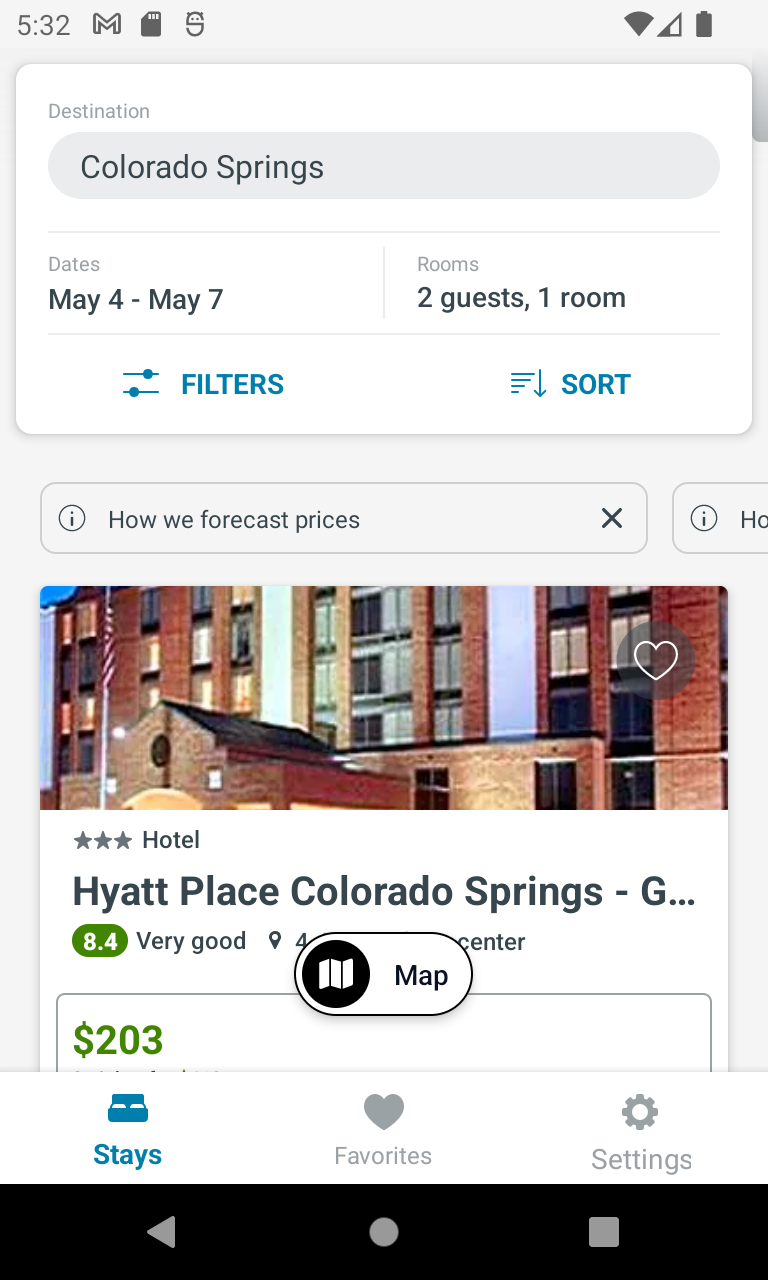 5:32
Destination
Colorado Springs
Dates
Rooms
May 4 - May 7
2 guests, 1 room
FILTERS
SORT
How we forecast prices
Ho
Hotel
Hyatt Place Colorado Springs - G...
8.4 Very good 4 center
Map
$203
Stays
Favorites
Settings